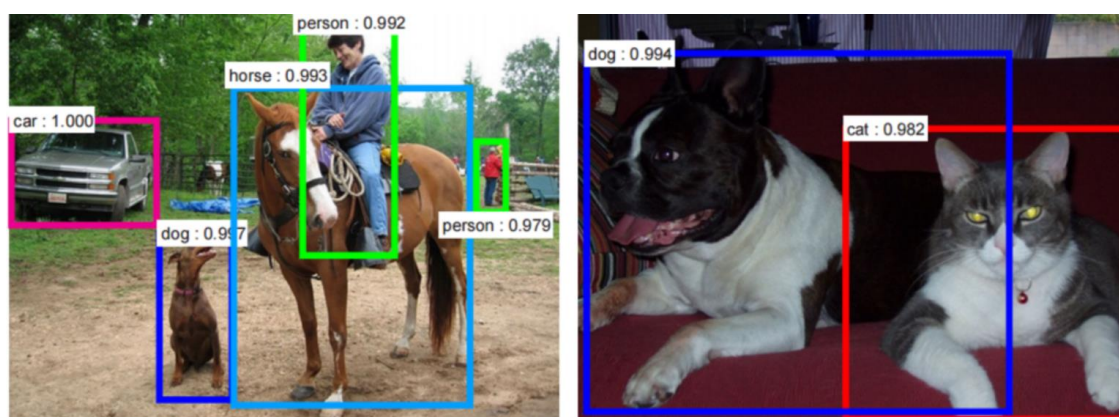 person : 0.992
horse : 0.993
car : 1.000
dog : 0.997
person : 0.979
dog : 0.994
cat : 0.982